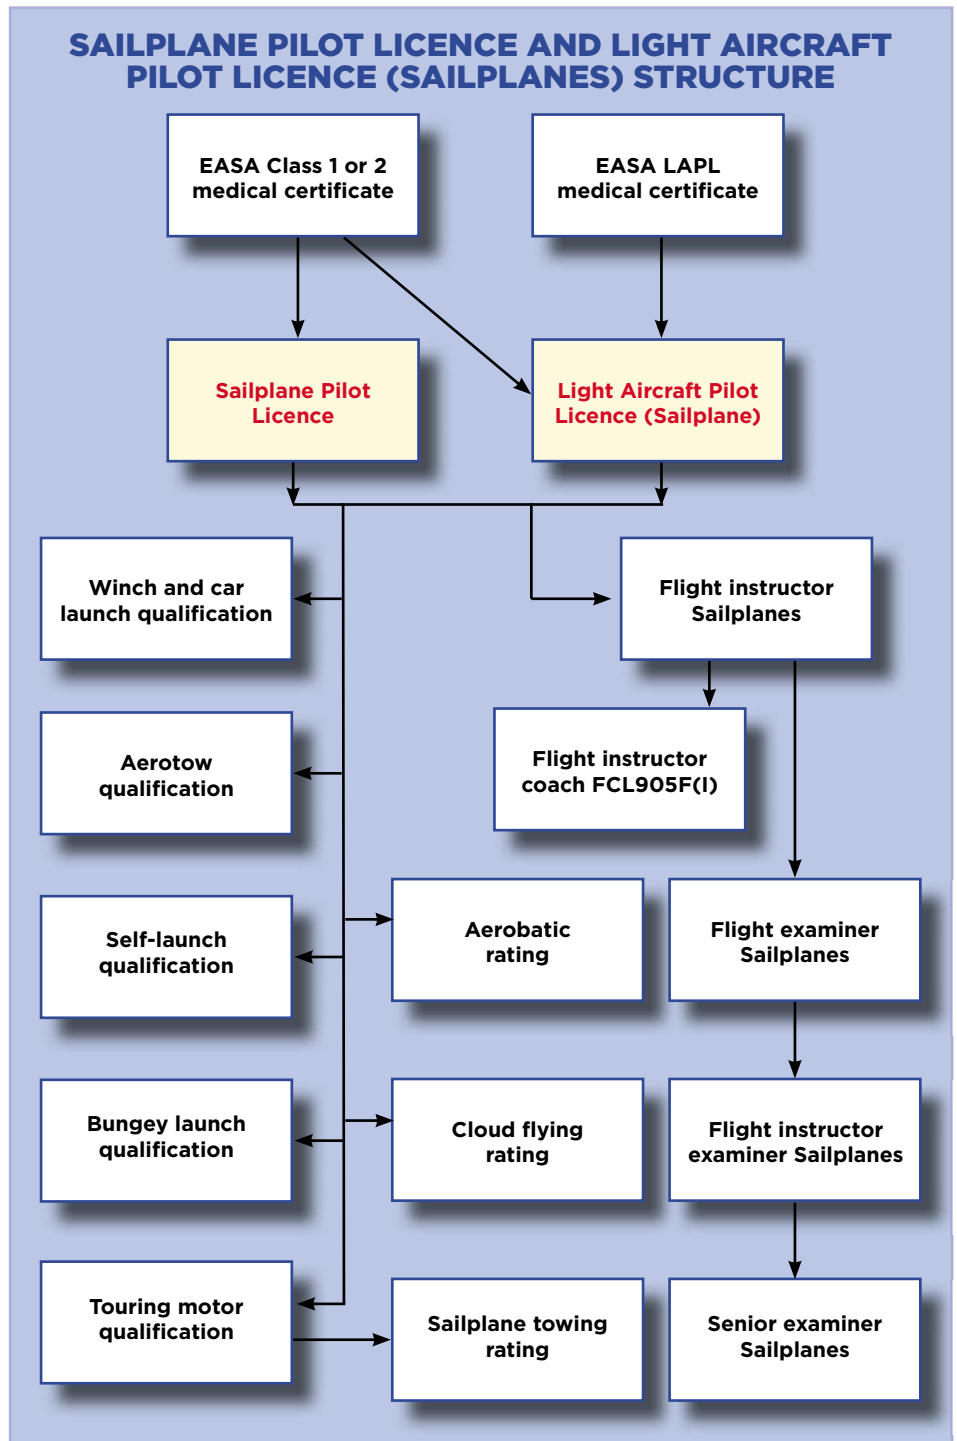 SAILPLANE PILOT LICENCE AND LIGHT AIRCRAFT
PILOT LICENCE (SAILPLANES) STRUCTURE
EASA Class 1 or 2
medical certificate
EASA LAPL
medical certificate
Sailplane Pilot
Licence
Light Aircraft Pilot
Licence (Sailplane)
Winch and car
launch qualification
Flight instructor
Sailplanes
Aerotow
qualification
Flight instructor
coach FCL905F(I)
Self-launch
qualification
Aerobatic
rating
Flight examiner
Sailplanes
Bungey launch
qualification
Cloud flying
rating
Flight instructor
examiner Sailplanes
Touring motor
qualification
Sailplane towing
rating
Senior examiner
Sailplanes